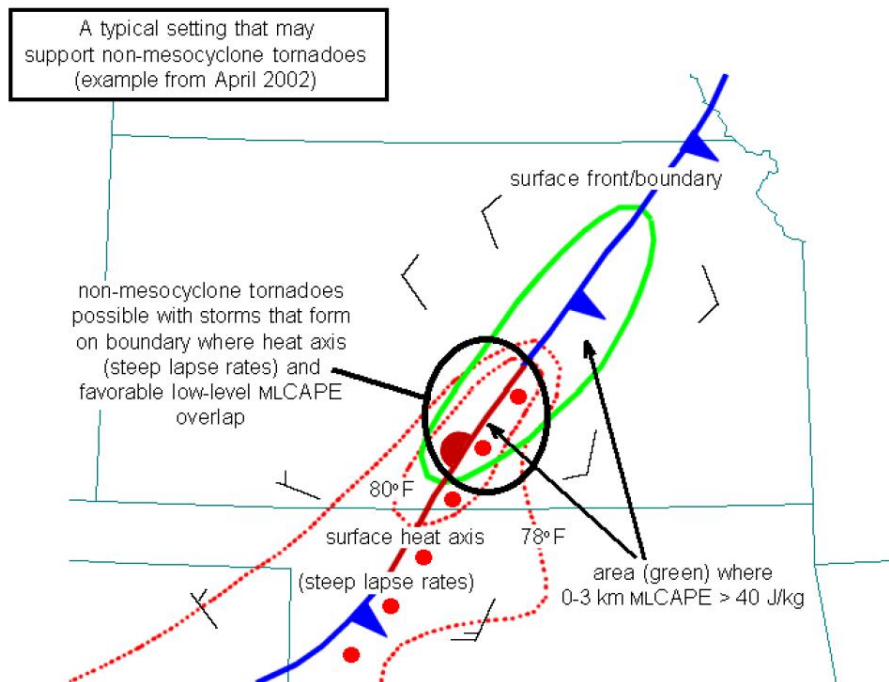 A typical setting that may
support non-mesocyclone tornadoes
(example from April 2002)
surface front/boundary
non-mesocyclone tornadoes
possible with storms that form
on boundary where heat axis
(steep lapse rates) and
favorable low-level MLCAPE
overlap
80°F
surface heat axis
78°F
(steep lapse rates)
area (green) where
0-3 km MLCAPE > 40 J/kg